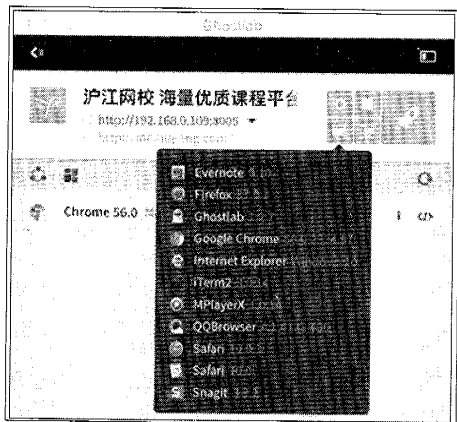 Ghostlab
沪江网校 海量优质课程平台
http://192.168.0.109:8005
Chrome 56.0
Evernote
Firefox
Ghostlab
Google Chrome
Internet Explorer
iTerm2
MPlayerX
QQBrowser
Safari
Safari
Snagit